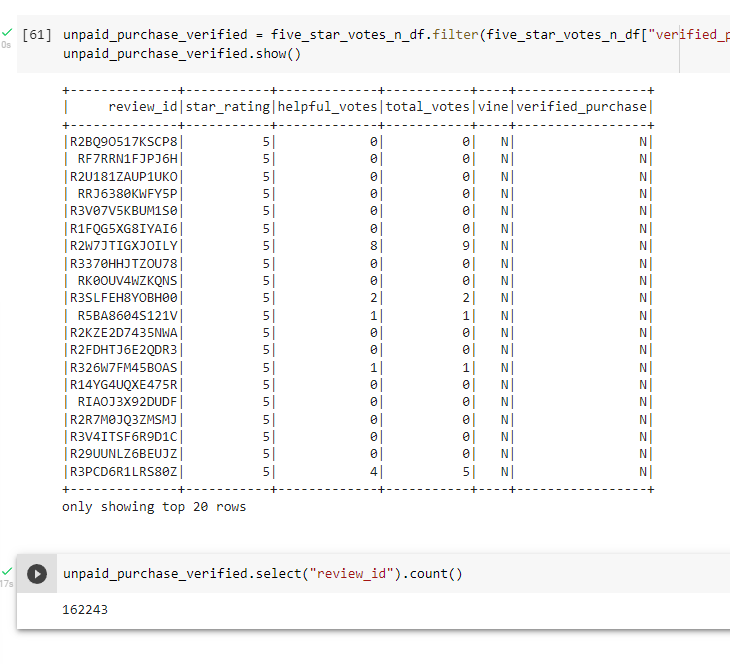 [61] unpaid_purchase_verified = five_star_votes_n_df.filter(five_star_votes_n_df["verified_p
0s
unpaid_purchase_verified.show()
+--------------+-----------+-------------+-----------+----+-----------------+
|     review_id|star_rating|helpful_votes|total_votes|vine|verified_purchase|
+--------------+-----------+-------------+-----------+----+-----------------+
|R2BQ9O517KSCP8|          5|            0|          0|   N|                N|
| RF7RRN1FJPJ6H|          5|            0|          0|   N|                N|
|R2U181ZAUP1UKO|          5|            0|          0|   N|                N|
| RRJ6380KWFY5P|          5|            0|          0|   N|                N|
|R3V07V5KBUM1S0|          5|            0|          0|   N|                N|
|R1FQG5XG8IYAI6|          5|            0|          0|   N|                N|
|R2W7JTIGXJOILY|          5|            8|          9|   N|                N|
|R3370HHJTZOU78|          5|            0|          0|   N|                N|
| RK0OUV4WZKQNS|          5|            0|          0|   N|                N|
|R3SLFEH8YOBH00|          5|            2|          2|   N|                N|
| R5BA8604S121V|          5|            1|          1|   N|                N|
|R2KZE2D7435NWA|          5|            0|          0|   N|                N|
|R2FDHTJ6E2QDR3|          5|            0|          0|   N|                N|
|R326W7FM45BOAS|          5|            1|          1|   N|                N|
|R14YG4UQXE475R|          5|            0|          0|   N|                N|
| RIAOJ3X92DUDF|          5|            0|          0|   N|                N|
|R2R7M0JQ3ZMSMJ|          5|            0|          0|   N|                N|
|R3V4ITSF6R9D1C|          5|            0|          0|   N|                N|
|R29UUNLZ6BEUJZ|          5|            0|          0|   N|                N|
|R3PCD6R1LRS80Z|          5|            4|          5|   N|                N|
+--------------+-----------+-------------+-----------+----+-----------------+
only showing top 20 rows
unpaid_purchase_verified.select("review_id").count()
17s
162243